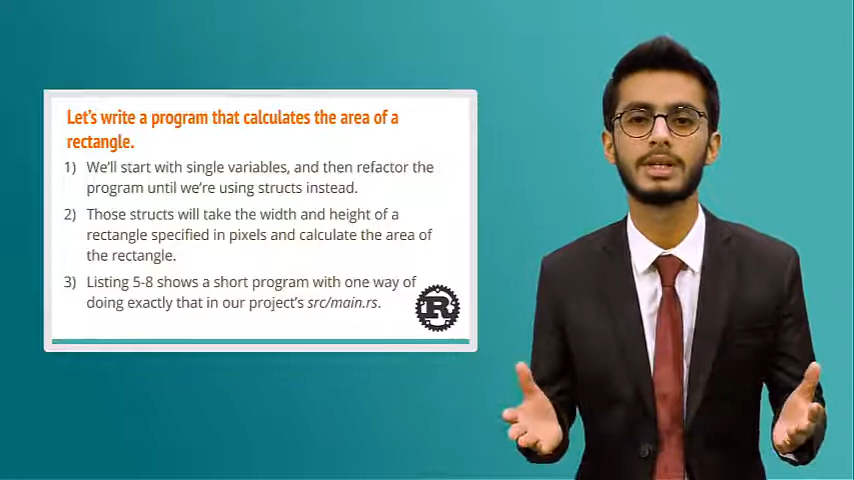 Let's write a program that calculates the area of a
rectangle.
1) We'll start with single variables, and then refactor the
program until we're using structs instead.
2) Those structs will take the width and height of a
rectangle specified in pixels and calculate the area of
the rectangle.
3) Listing 5-8 shows a short program with one way of
doing exactly that in our project's src/main.rs.
R